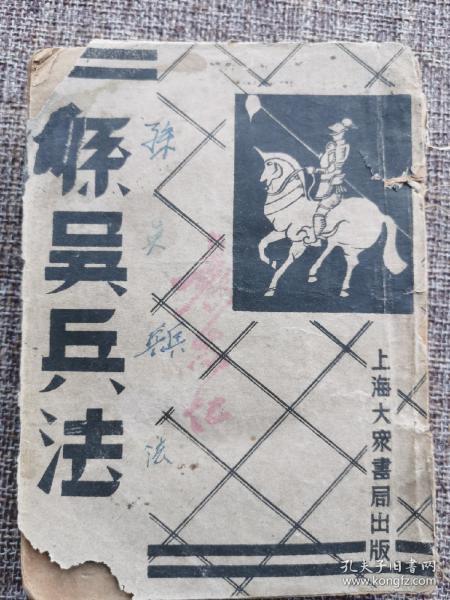 孫吳兵法
孫
吳
兵
法
上海大眾書局出版
孔夫子旧书网
www.kongfz.com